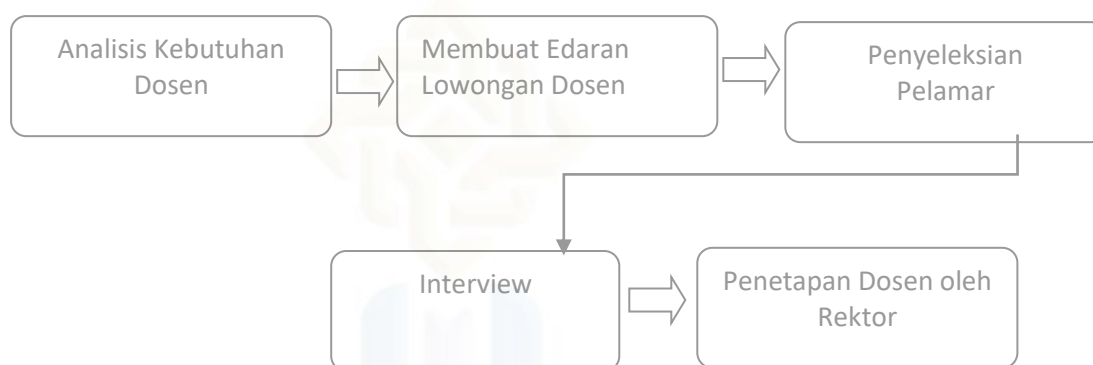 Analisis Kebutuhan
Dosen
Membuat Edaran
Lowongan Dosen
Penyeleksian
Pelamar
Interview
Penetapan Dosen oleh
Rektor